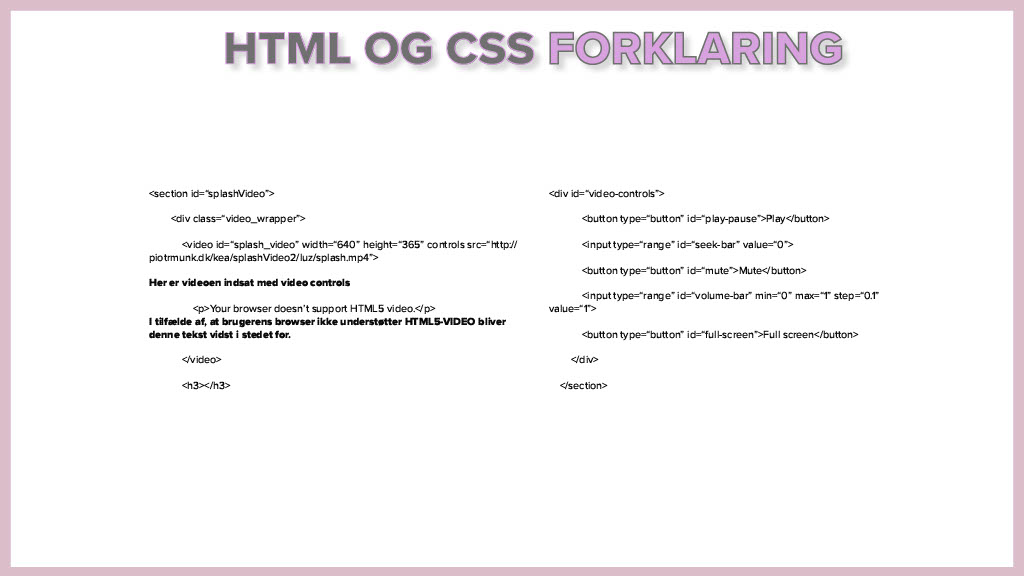 HTML OG CSS FORKLARING
<section id=“splashVideo”>
<div class=“video_wrapper”>
<video id=“splash_video” width=“640” height=“365” controls src=“http://
piotrmunk.dk/kea/splashVideo2/luz/splash.mp4”>
Her er videoen indsat med video controls
<p>Your browser doesn’t support HTML5 video.</p>
I tilfælde af, at brugerens browser ikke understøtter HTML5-VIDEO bliver
denne tekst vidst i stedet for.
</video>
<h3></h3>
<div id=“video-controls”>
<button type=“button” id=“play-pause”>Play</button>
<input type=“range” id=“seek-bar” value=“0”>
<button type=“button” id=“mute”>Mute</button>
<input type=“range” id=“volume-bar” min=“0” max=“1” step=“0.1”
value=“1”>
<button type=“button” id=“full-screen”>Full screen</button>
</div>
</section>